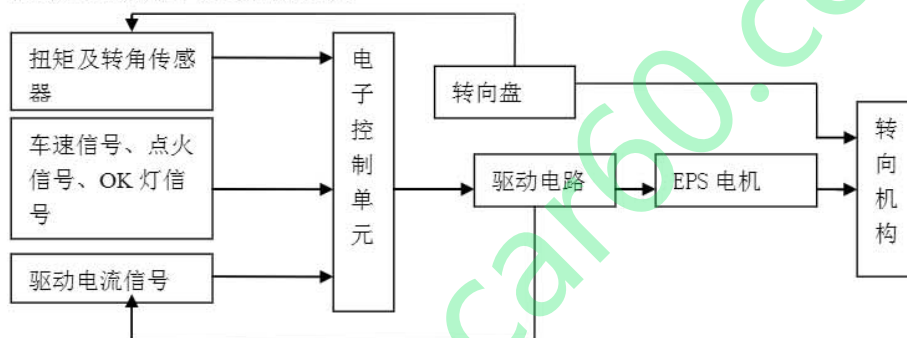 扭矩及转角传感
器
车速信号、点火
信号、OK 灯信
号
驱动电流信号
电
子
控
制
单
元
转向盘
驱动电路
EPS 电机
转
向
机
构
car60.co